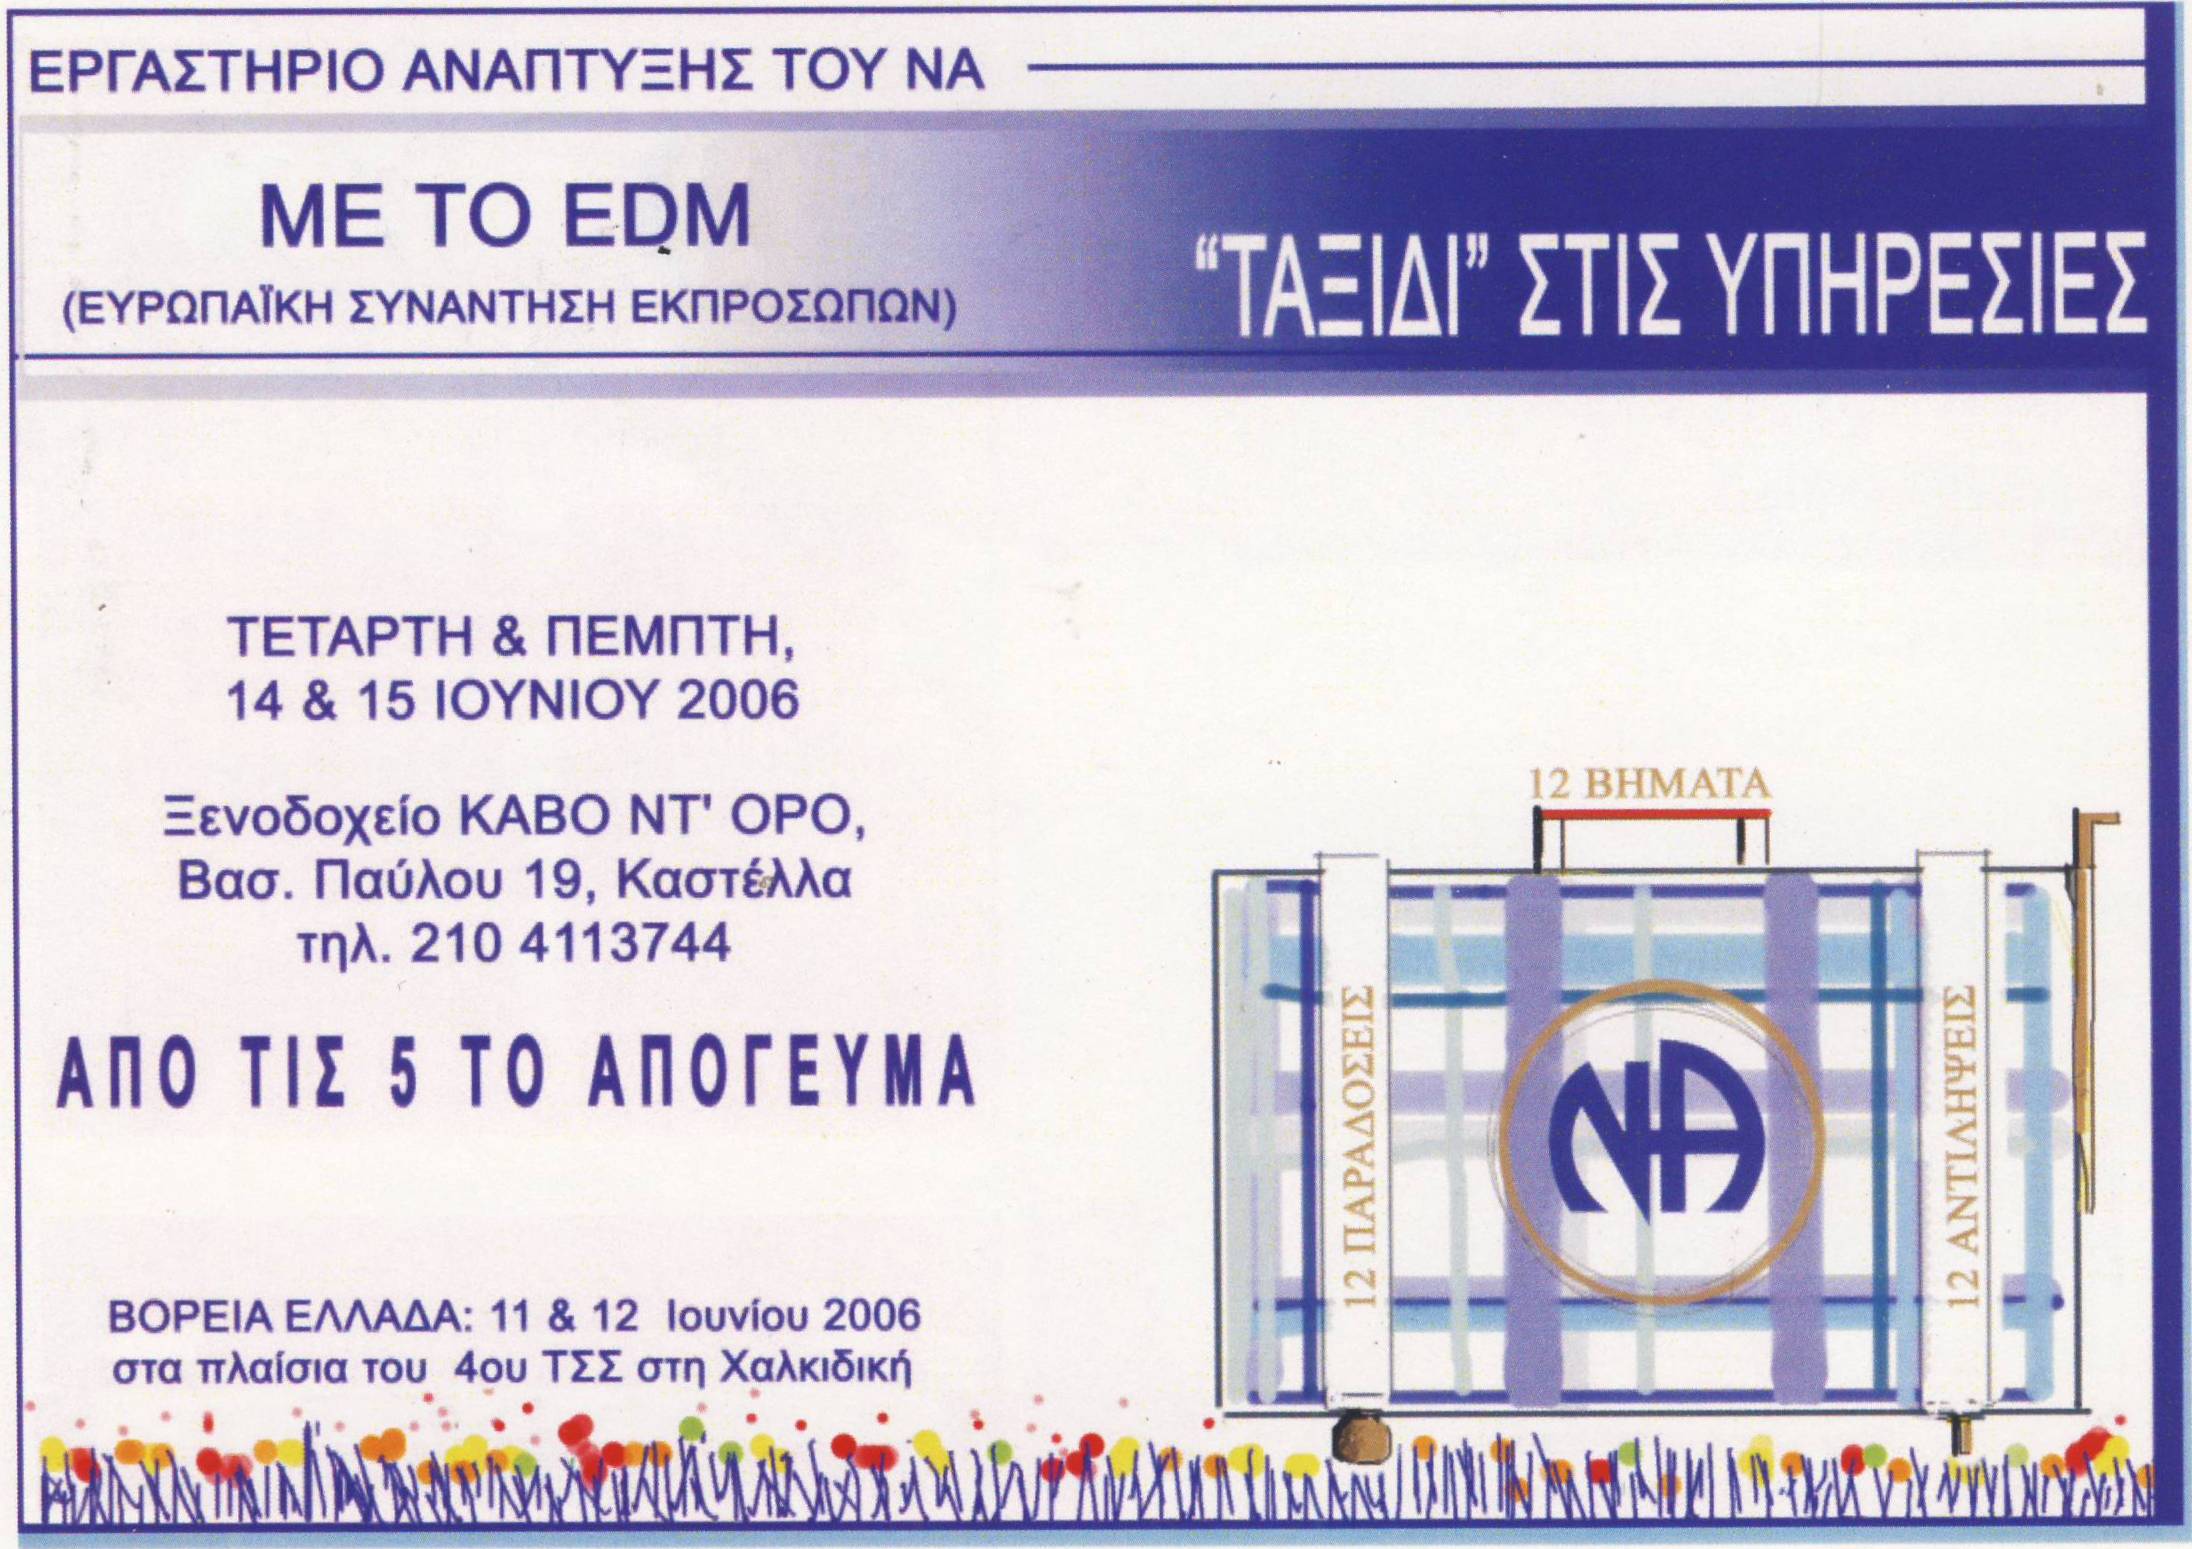 ΕΡΓΑΣΤΗΡΙΟ ΑΝΑΠΤΥΞΗΣ ΤΟΥ ΝΑ
ΜΕ ΤΟ EDM
(ΕΥΡΩΠΑΪΚΗ ΣΥΝΑΝΤΗΣΗ ΕΚΠΡΟΣΩΠΩΝ)
“ΤΑΞΙΔΙ” ΣΤΙΣ ΥΠΗΡΕΣΙΕΣ
ΤΕΤΑΡΤΗ & ΠΕΜΠΤΗ,
14 & 15 ΙΟΥΝΙΟΥ 2006
Ξενοδοχείο ΚΑΒΟ ΝΤ' ΟΡΟ,
Βασ. Παύλου 19, Καστέλλα
τηλ. 210 4113744
ΑΠΟ ΤΙΣ 5 ΤΟ ΑΠΟΓΕΥΜΑ
ΒΟΡΕΙΑ ΕΛΛΑΔΑ: 11 & 12 Ιουνίου 2006
στα πλαίσια του 4ου ΤΣΣ στη Χαλκιδική
12 ΒΗΜΑΤΑ
12 ΠΑΡΑΔΟΣΕΙΣ
NA
12 ΑΝΤΙΛΗΨΕΙΣ